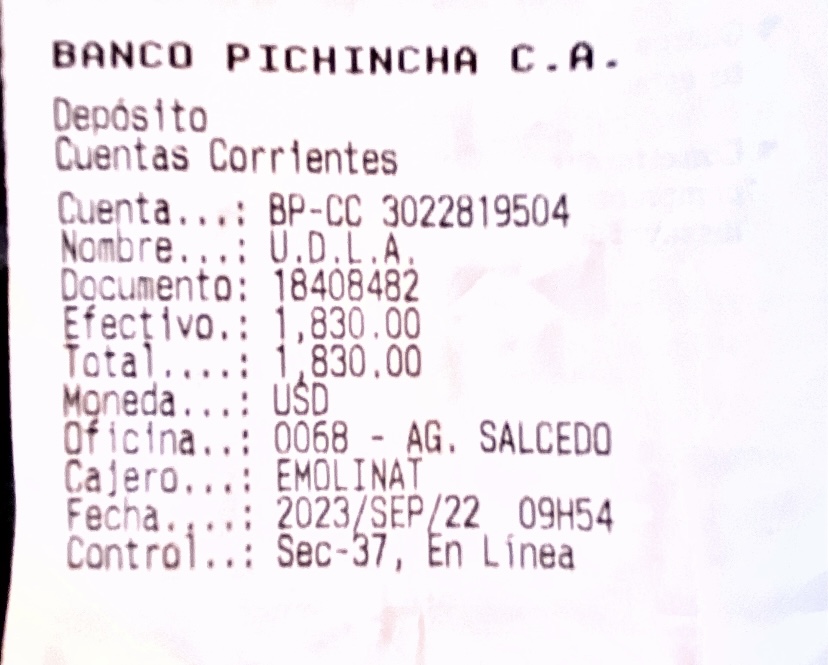 BANCO PICHINCHA C.A.
Depósito
Cuentas Corrientes
Cuenta...: BP-CC 3022819504
Nombre...: U.D.L.A.
Documento: 18408482
Efectivo.: 1,830.00
Total....: 1,830.00
Moneda...: USD
Oficina..: 0068 - AG. SALCEDO
Cajero...: EMOLINAT
Fecha....: 2023/SEP/22 09H54
Control..: Sec-37, En Línea